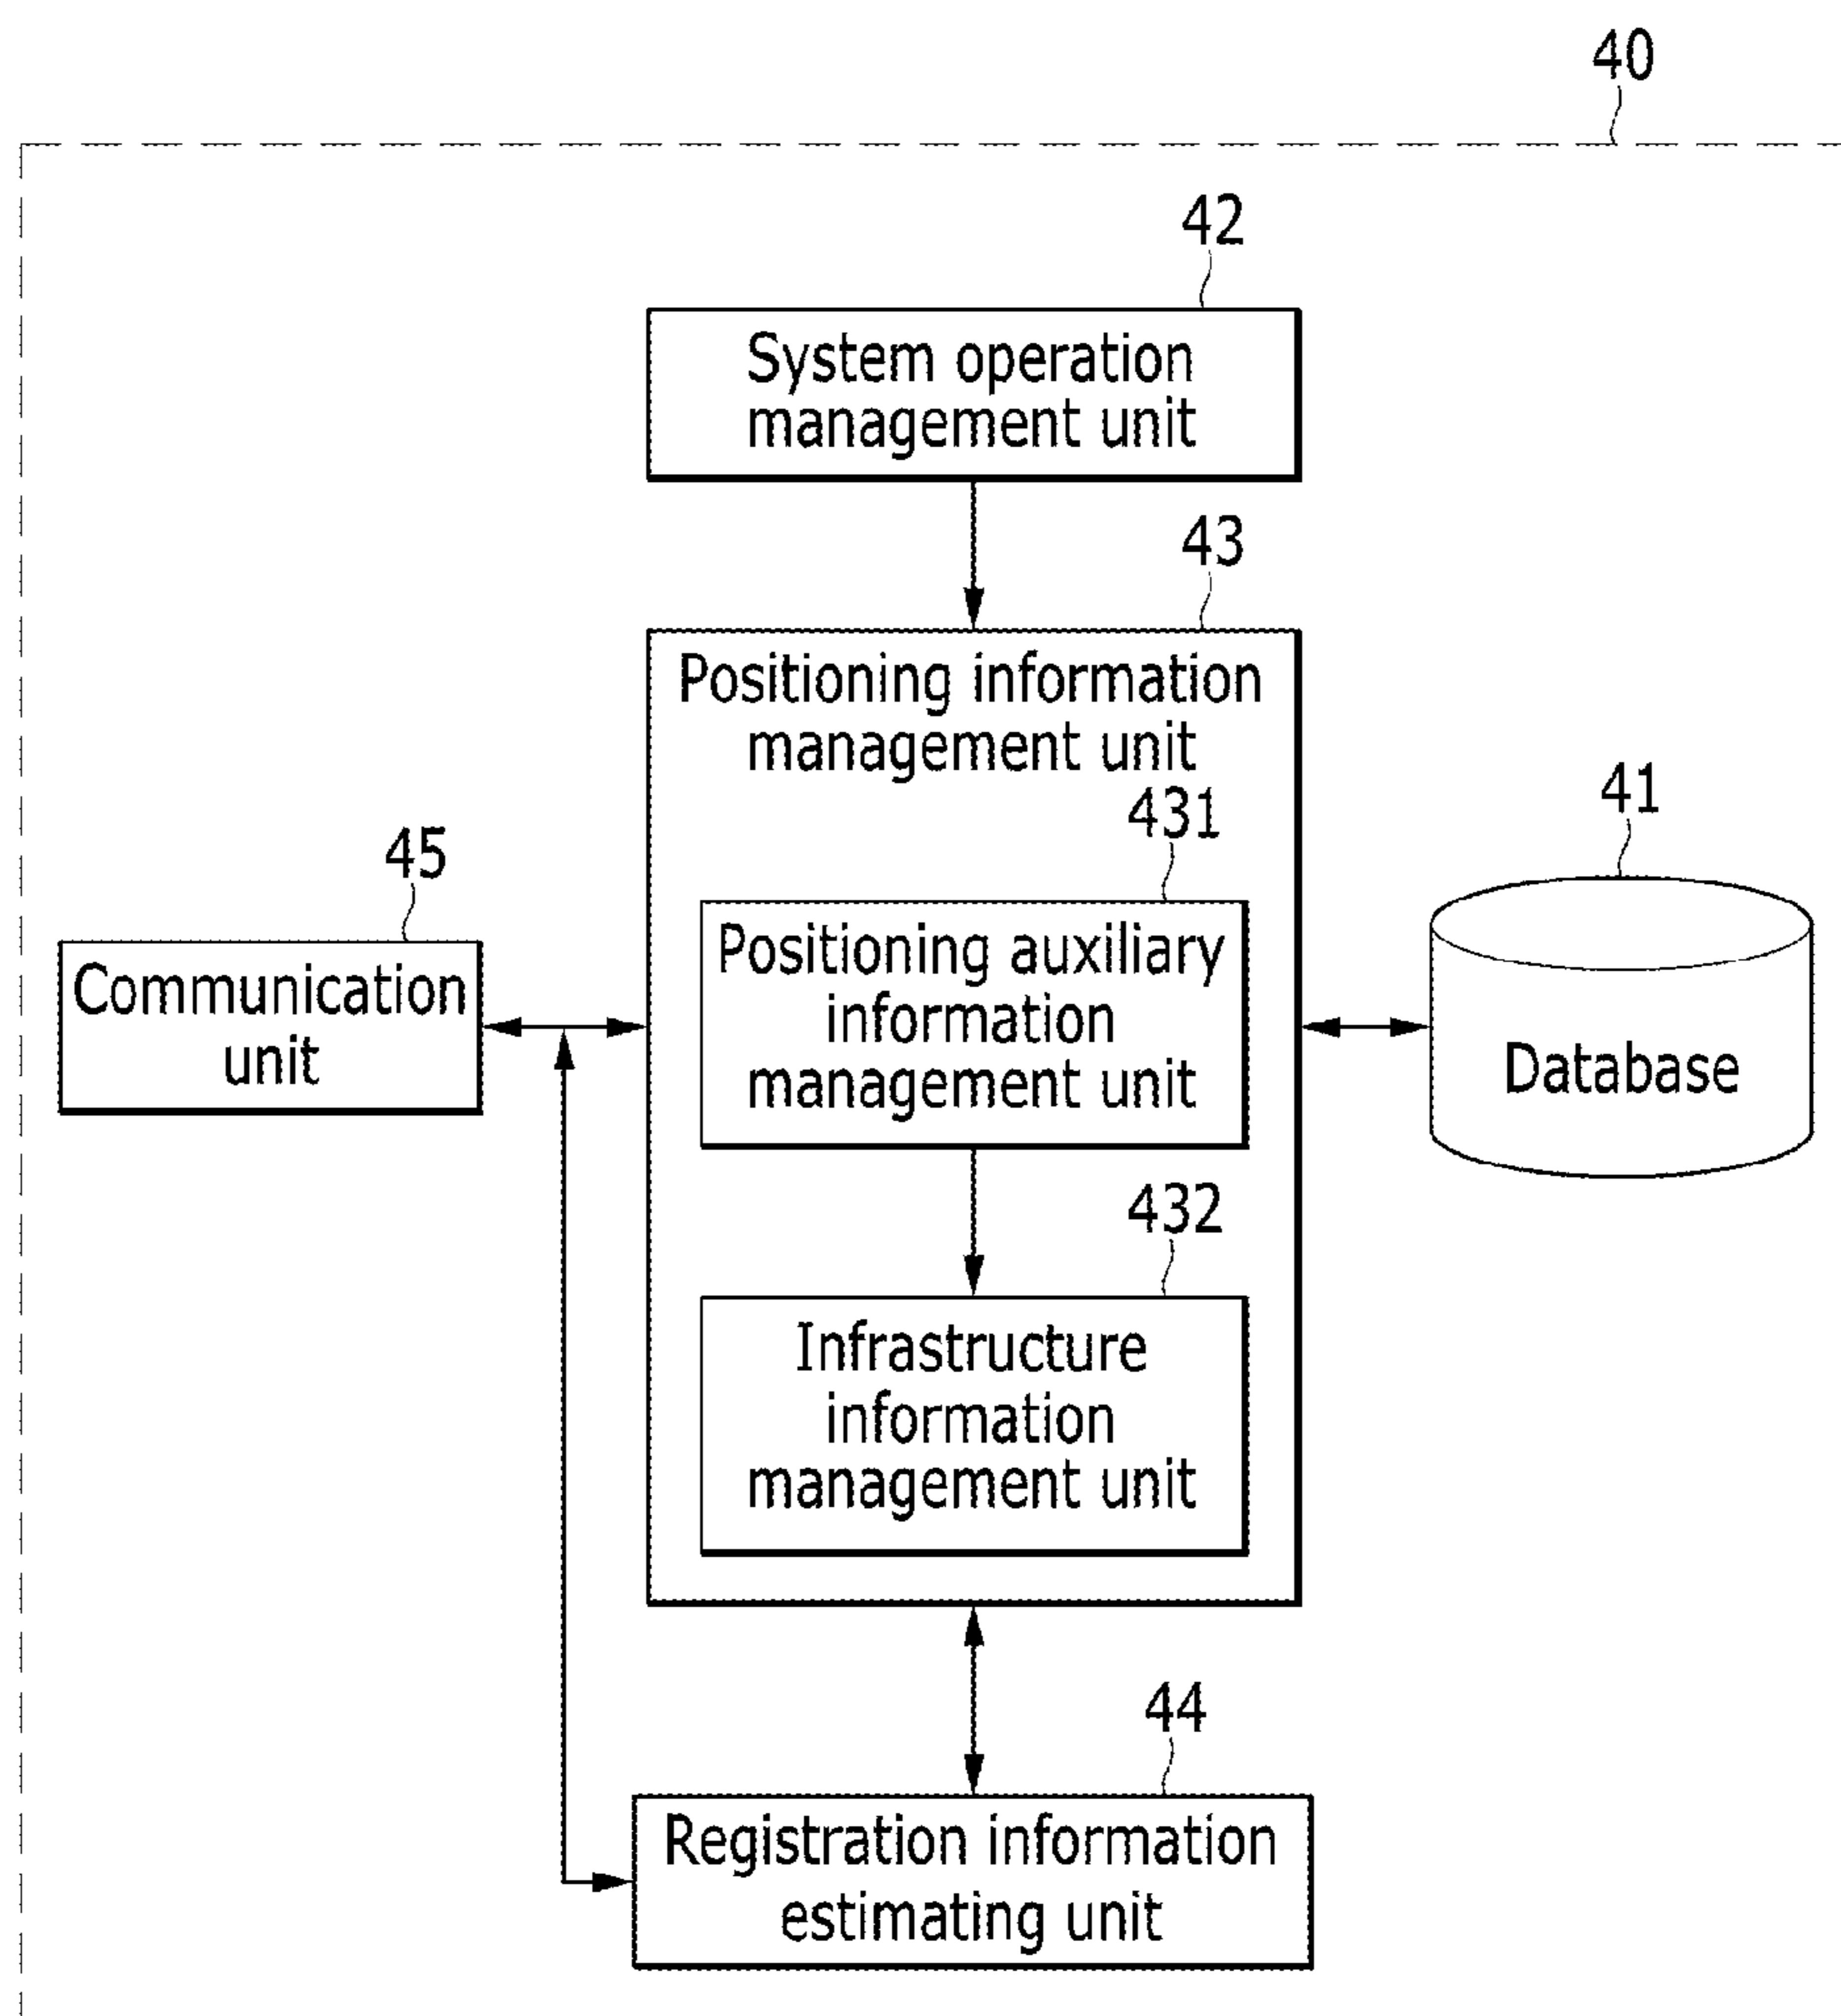 40
42
System operation
management unit
43
Positioning information
management unit
431
Positioning auxiliary
information
management unit
45
Communication
unit
41
Database
432
Infrastructure
information
management unit
44
Registration information
estimating unit